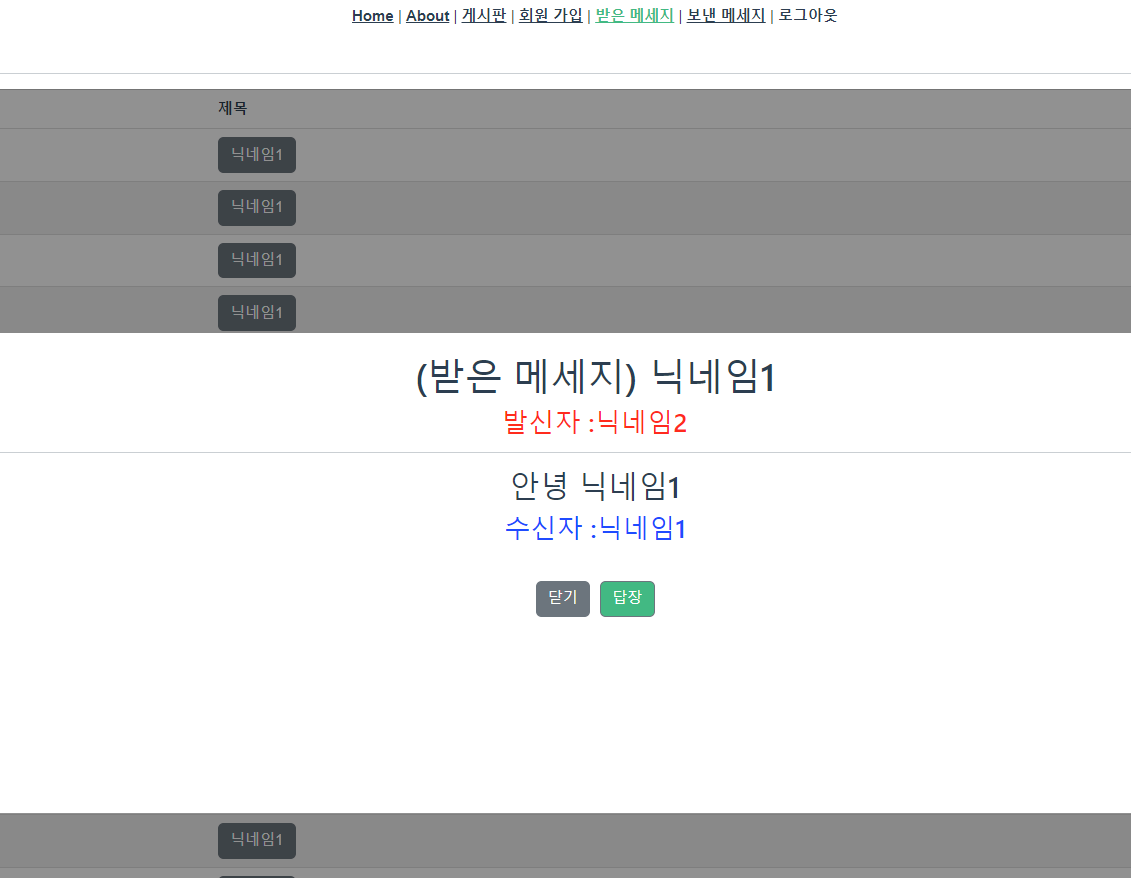 Home | About | 게시판 | 회원 가입 | 받은 메세지 | 보낸 메세지 | 로그아웃
제목
닉네임1
닉네임1
닉네임1
닉네임1
(받은 메세지) 닉네임1
발신자 :닉네임2
안녕 닉네임1
수신자 :닉네임1
닫기 답장
닉네임1